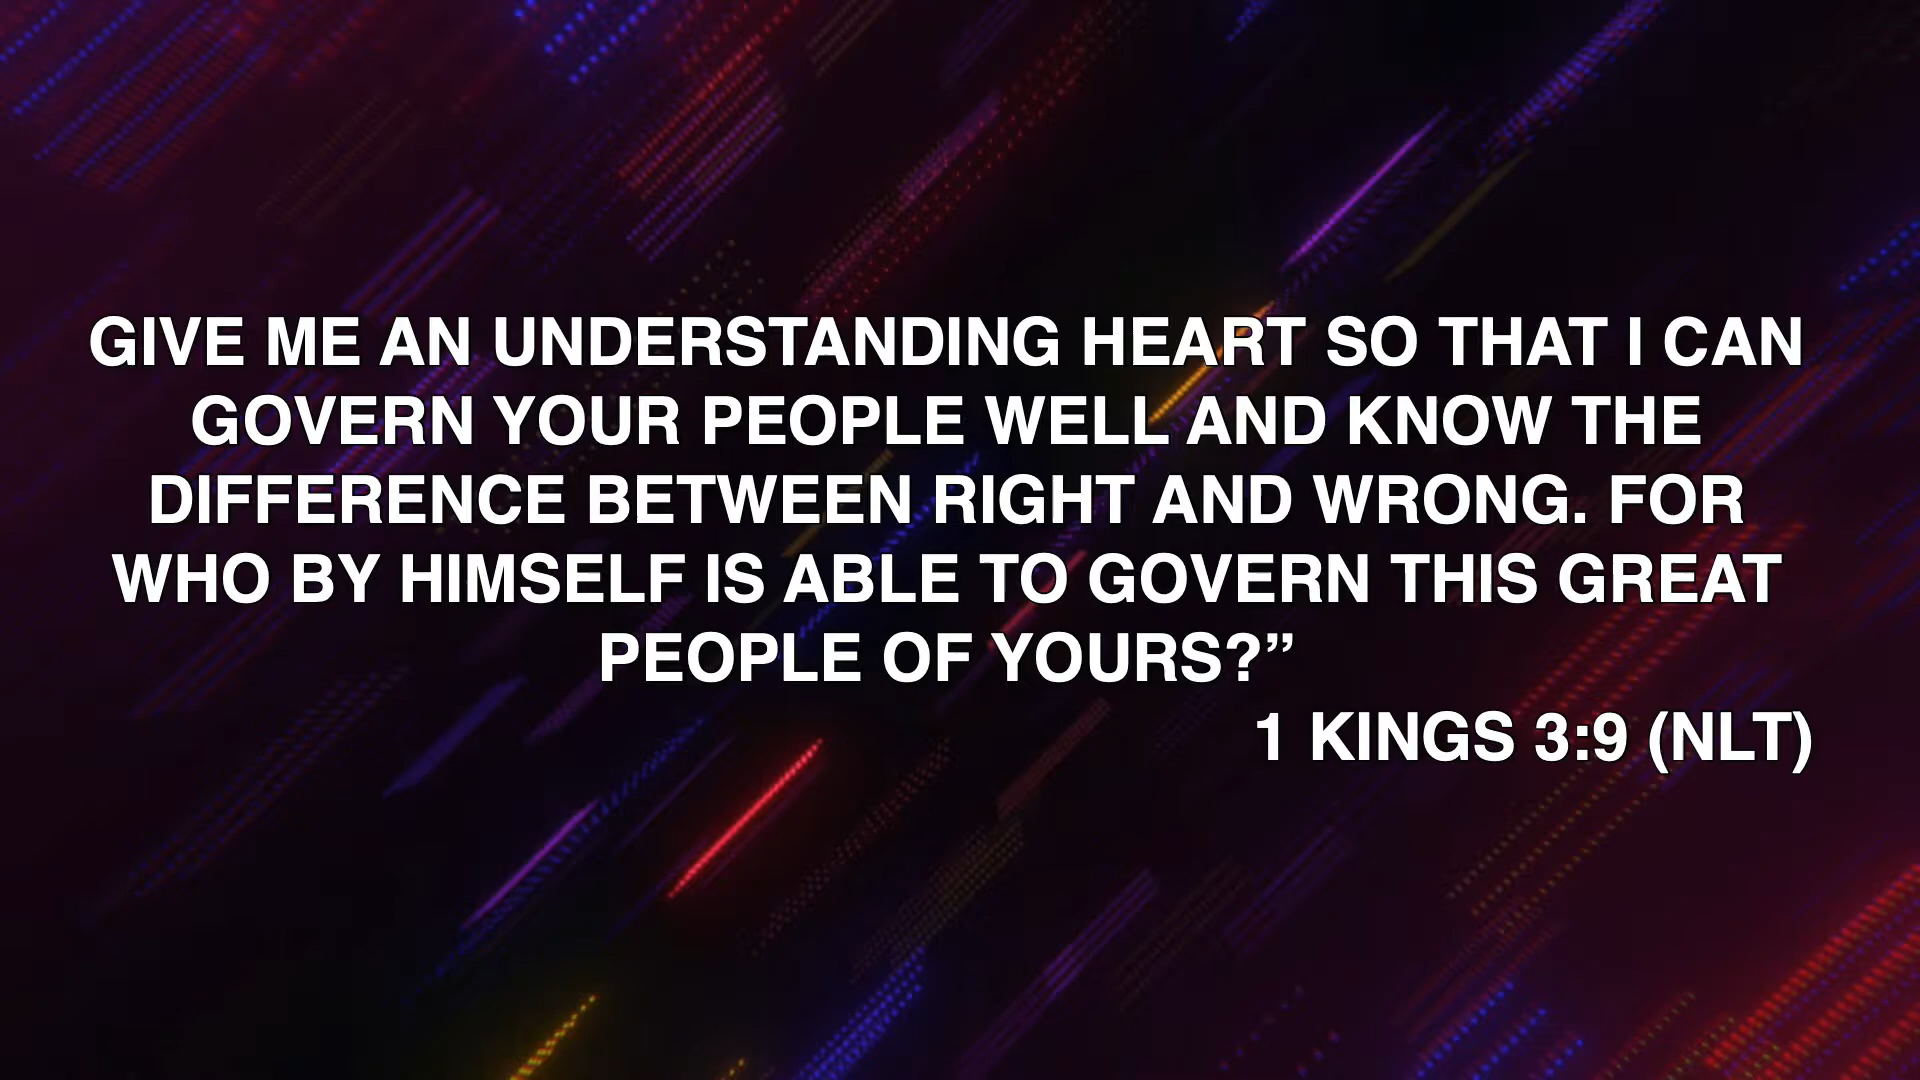 GIVE ME AN UNDERSTANDING HEART SO THAT I CAN
GOVERN YOUR PEOPLE WELL AND KNOW THE
DIFFERENCE BETWEEN RIGHT AND WRONG. FOR
WHO BY HIMSELF IS ABLE TO GOVERN THIS GREAT
PEOPLE OF YOURS?”
1 KINGS 3:9 (NLT)